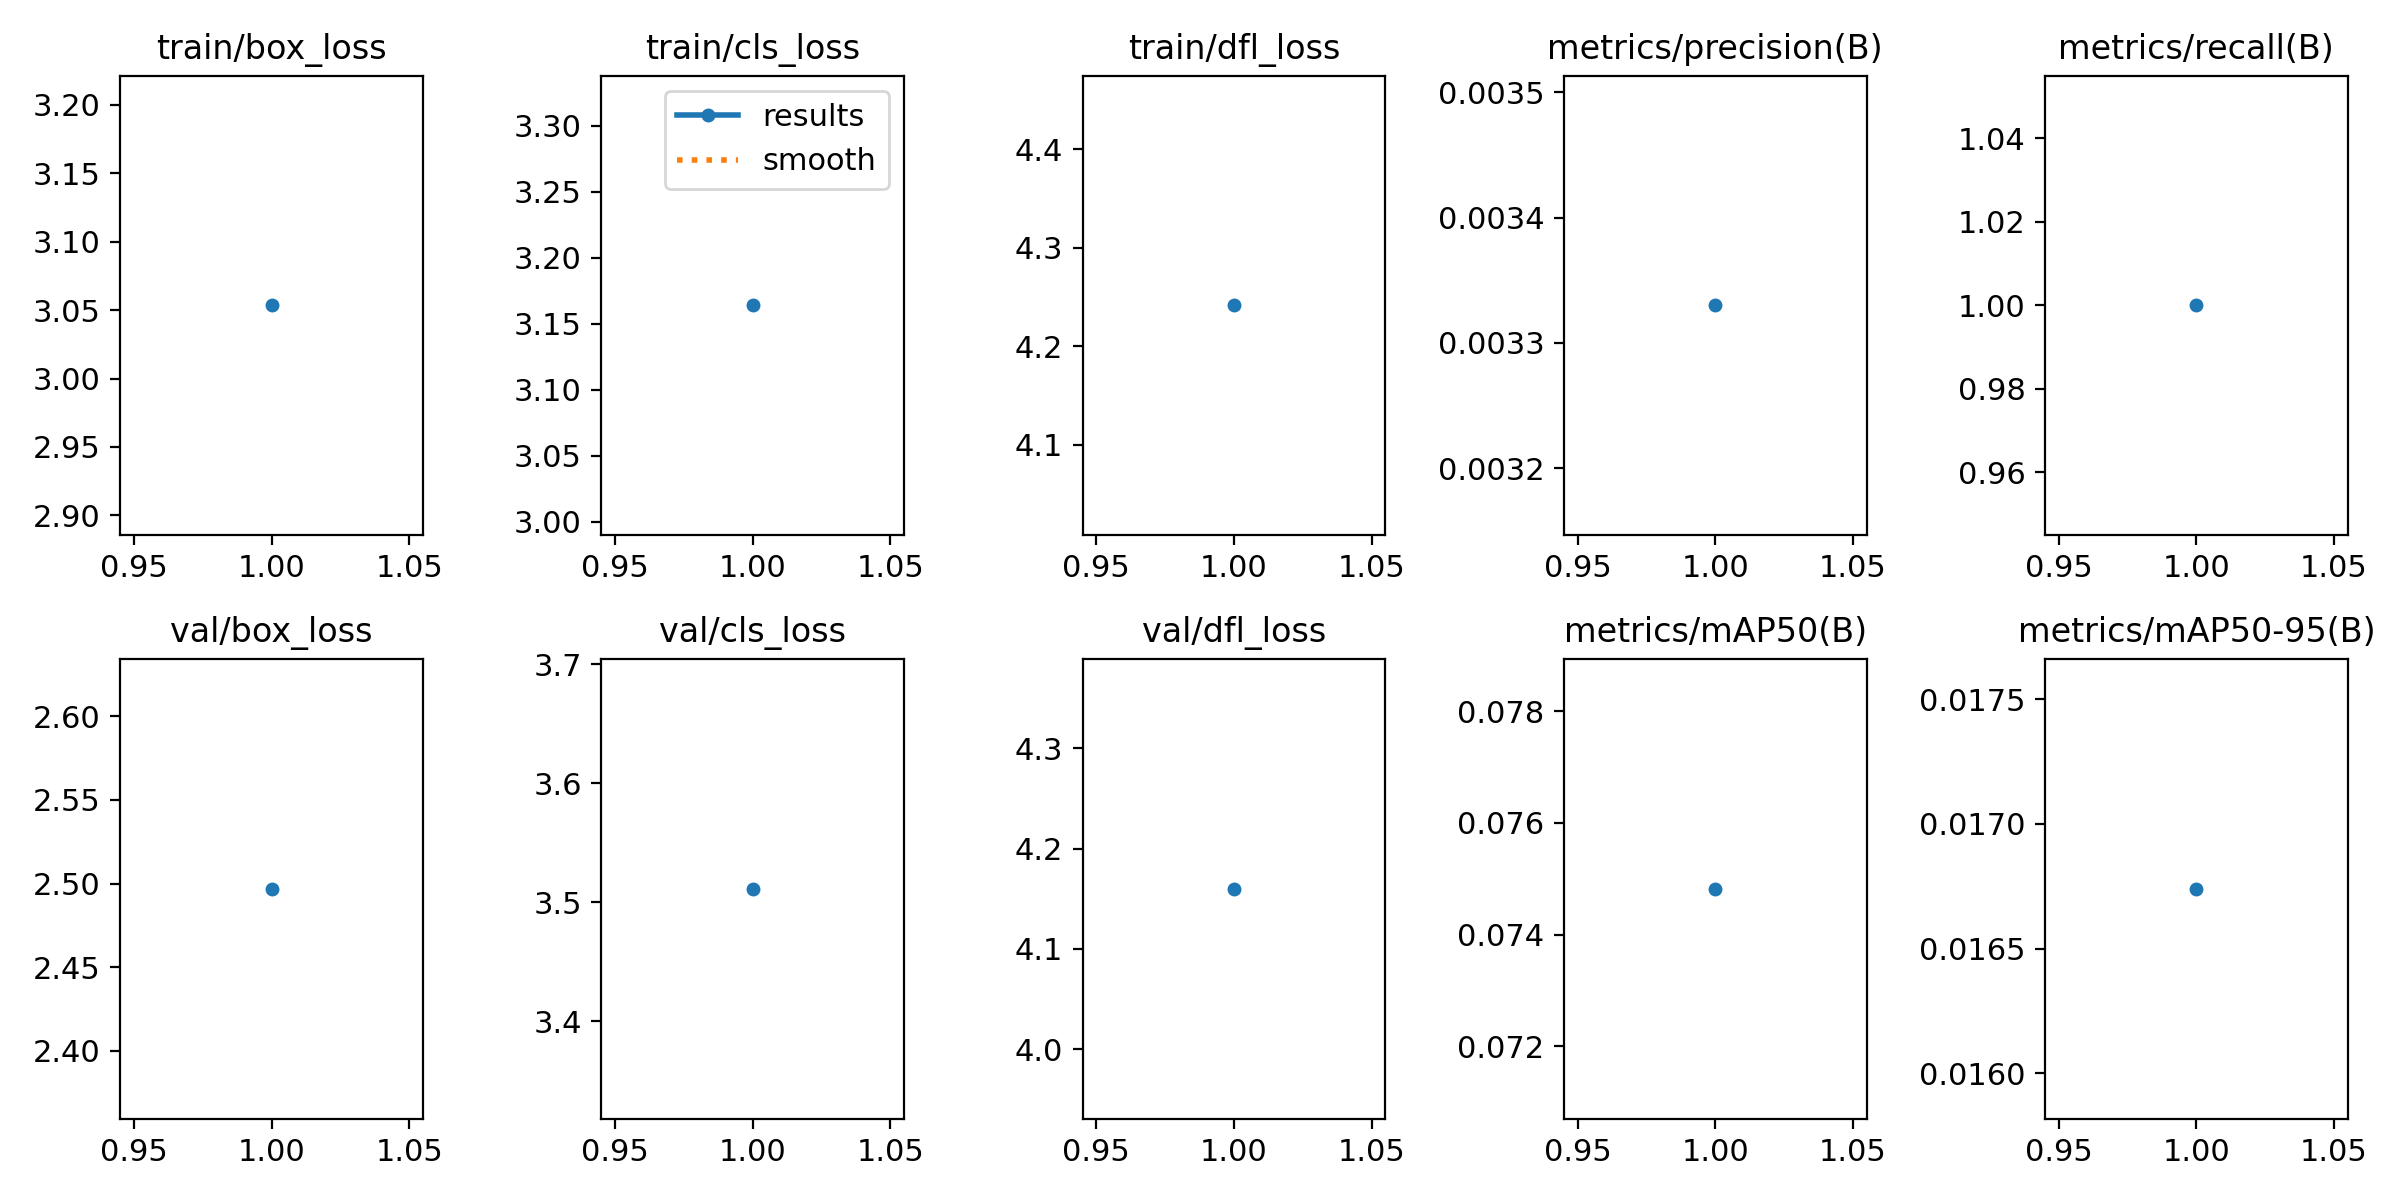 train/box_loss
3.20
3.15
3.10
3.05
3.00
2.95
2.90
0.95 1.00 1.05
train/cls_loss
results
smooth
3.30
3.25
3.20
3.15
3.10
3.05
3.00
0.95 1.00 1.05
train/dfl_loss
4.4
4.3
4.2
4.1
0.95 1.00 1.05
metrics/precision(B)
0.0035
0.0034
0.0033
0.0032
0.95 1.00 1.05
metrics/recall(B)
1.04
1.02
1.00
0.98
0.96
0.95 1.00 1.05
val/box_loss
2.60
2.55
2.50
2.45
2.40
0.95 1.00 1.05
val/cls_loss
3.7
3.6
3.5
3.4
0.95 1.00 1.05
val/dfl_loss
4.3
4.2
4.1
4.0
0.95 1.00 1.05
metrics/mAP50(B)
0.078
0.076
0.074
0.072
0.95 1.00 1.05
metrics/mAP50-95(B)
0.0175
0.0170
0.0165
0.0160
0.95 1.00 1.05